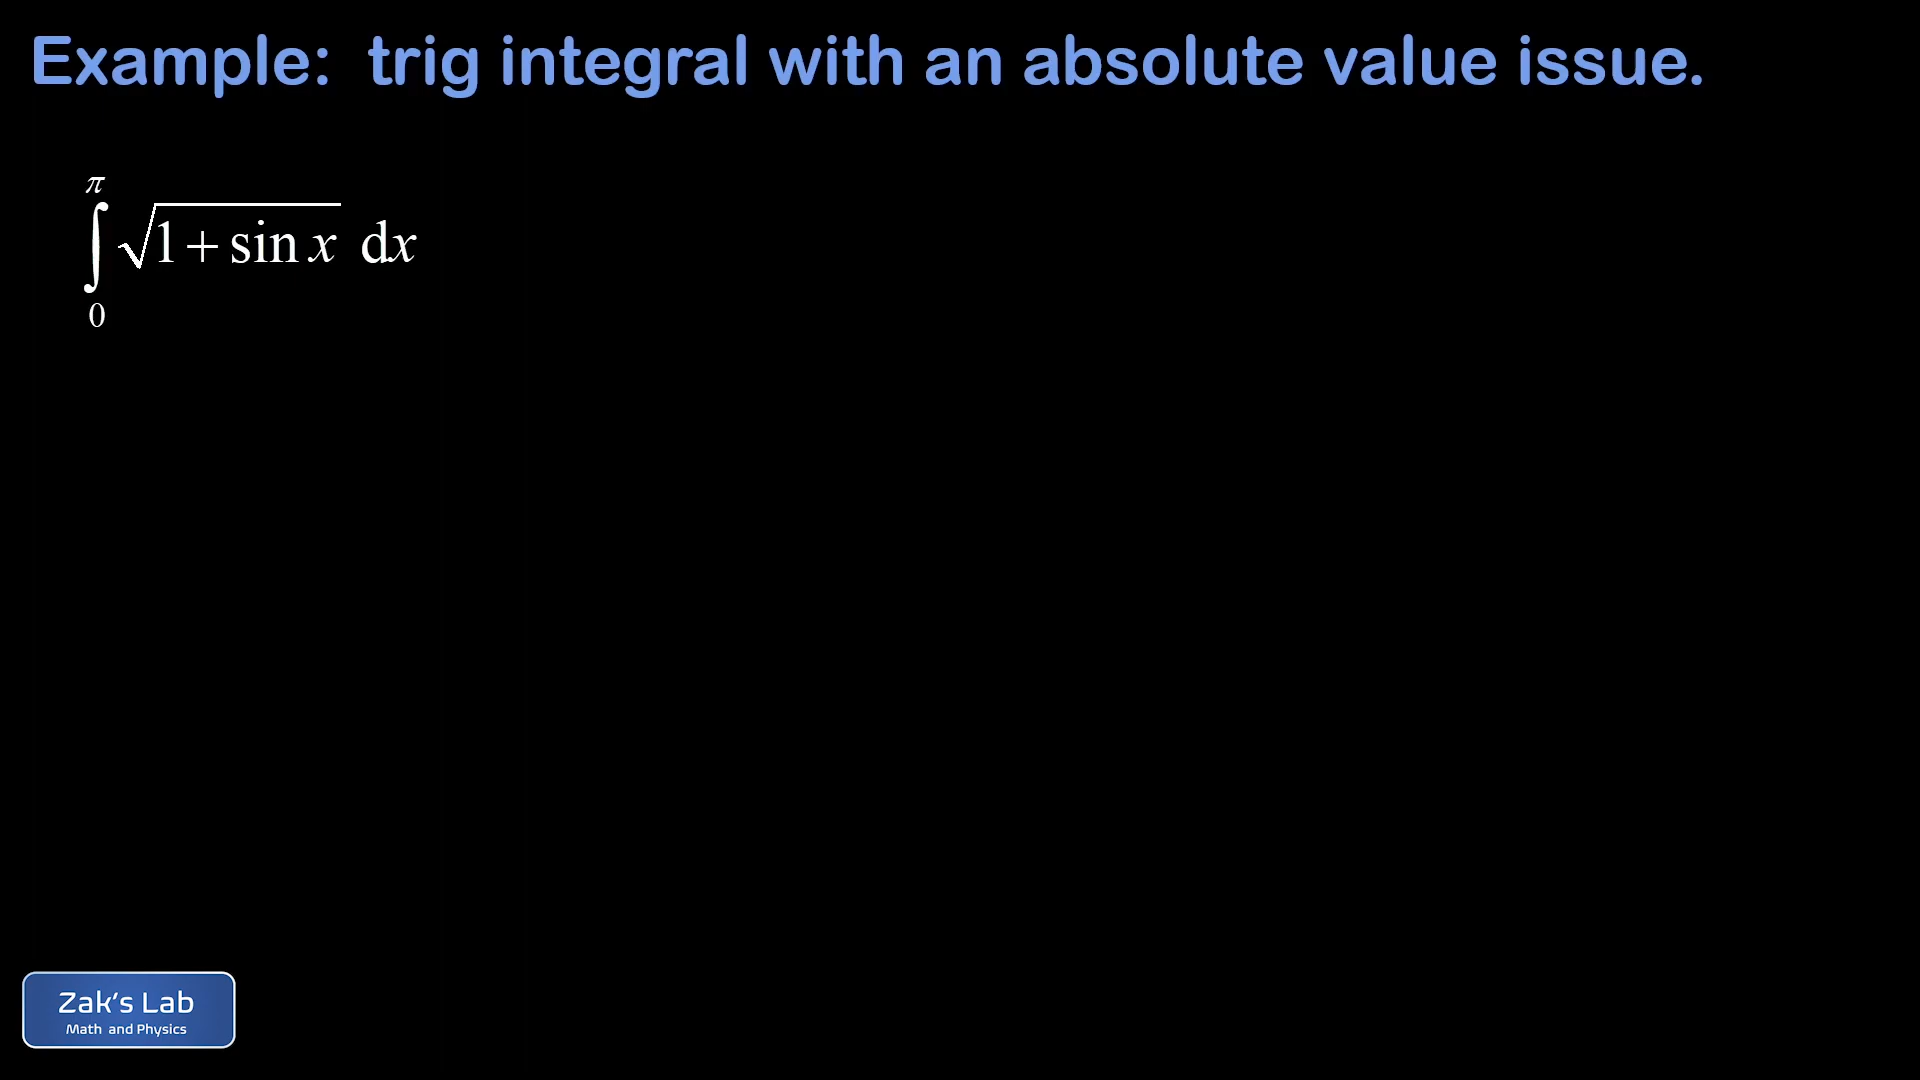 Example: trig integral with an absolute value issue.
π
∫ √1 + sin x dx
0
Zak's Lab
Math and Physics